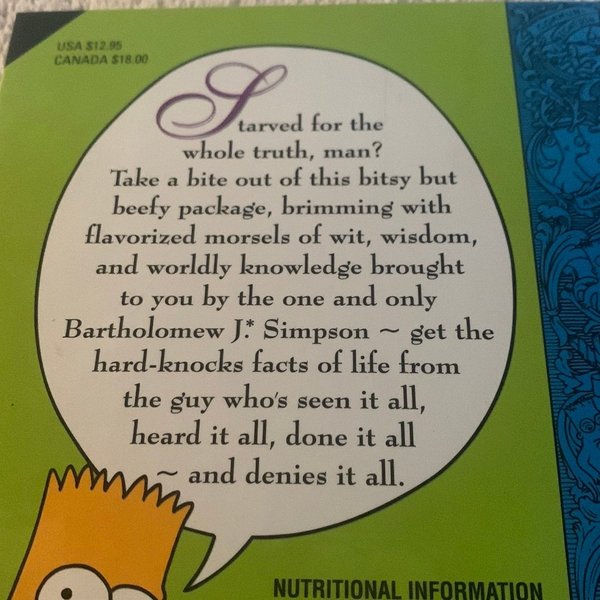 USA $12.95
CANADA $18.00
Starved for the
whole truth, man?
Take a bite out of this bitsy but
beefy package, brimming with
flavorized morsels of wit, wisdom,
and worldly knowledge brought
to you by the one and only
Bartholomew J.* Simpson ~ get the
hard-knocks facts of life from
the guy who's seen it all,
heard it all, done it all
~ and denies it all.
NUTRITIONAL INFORMATION